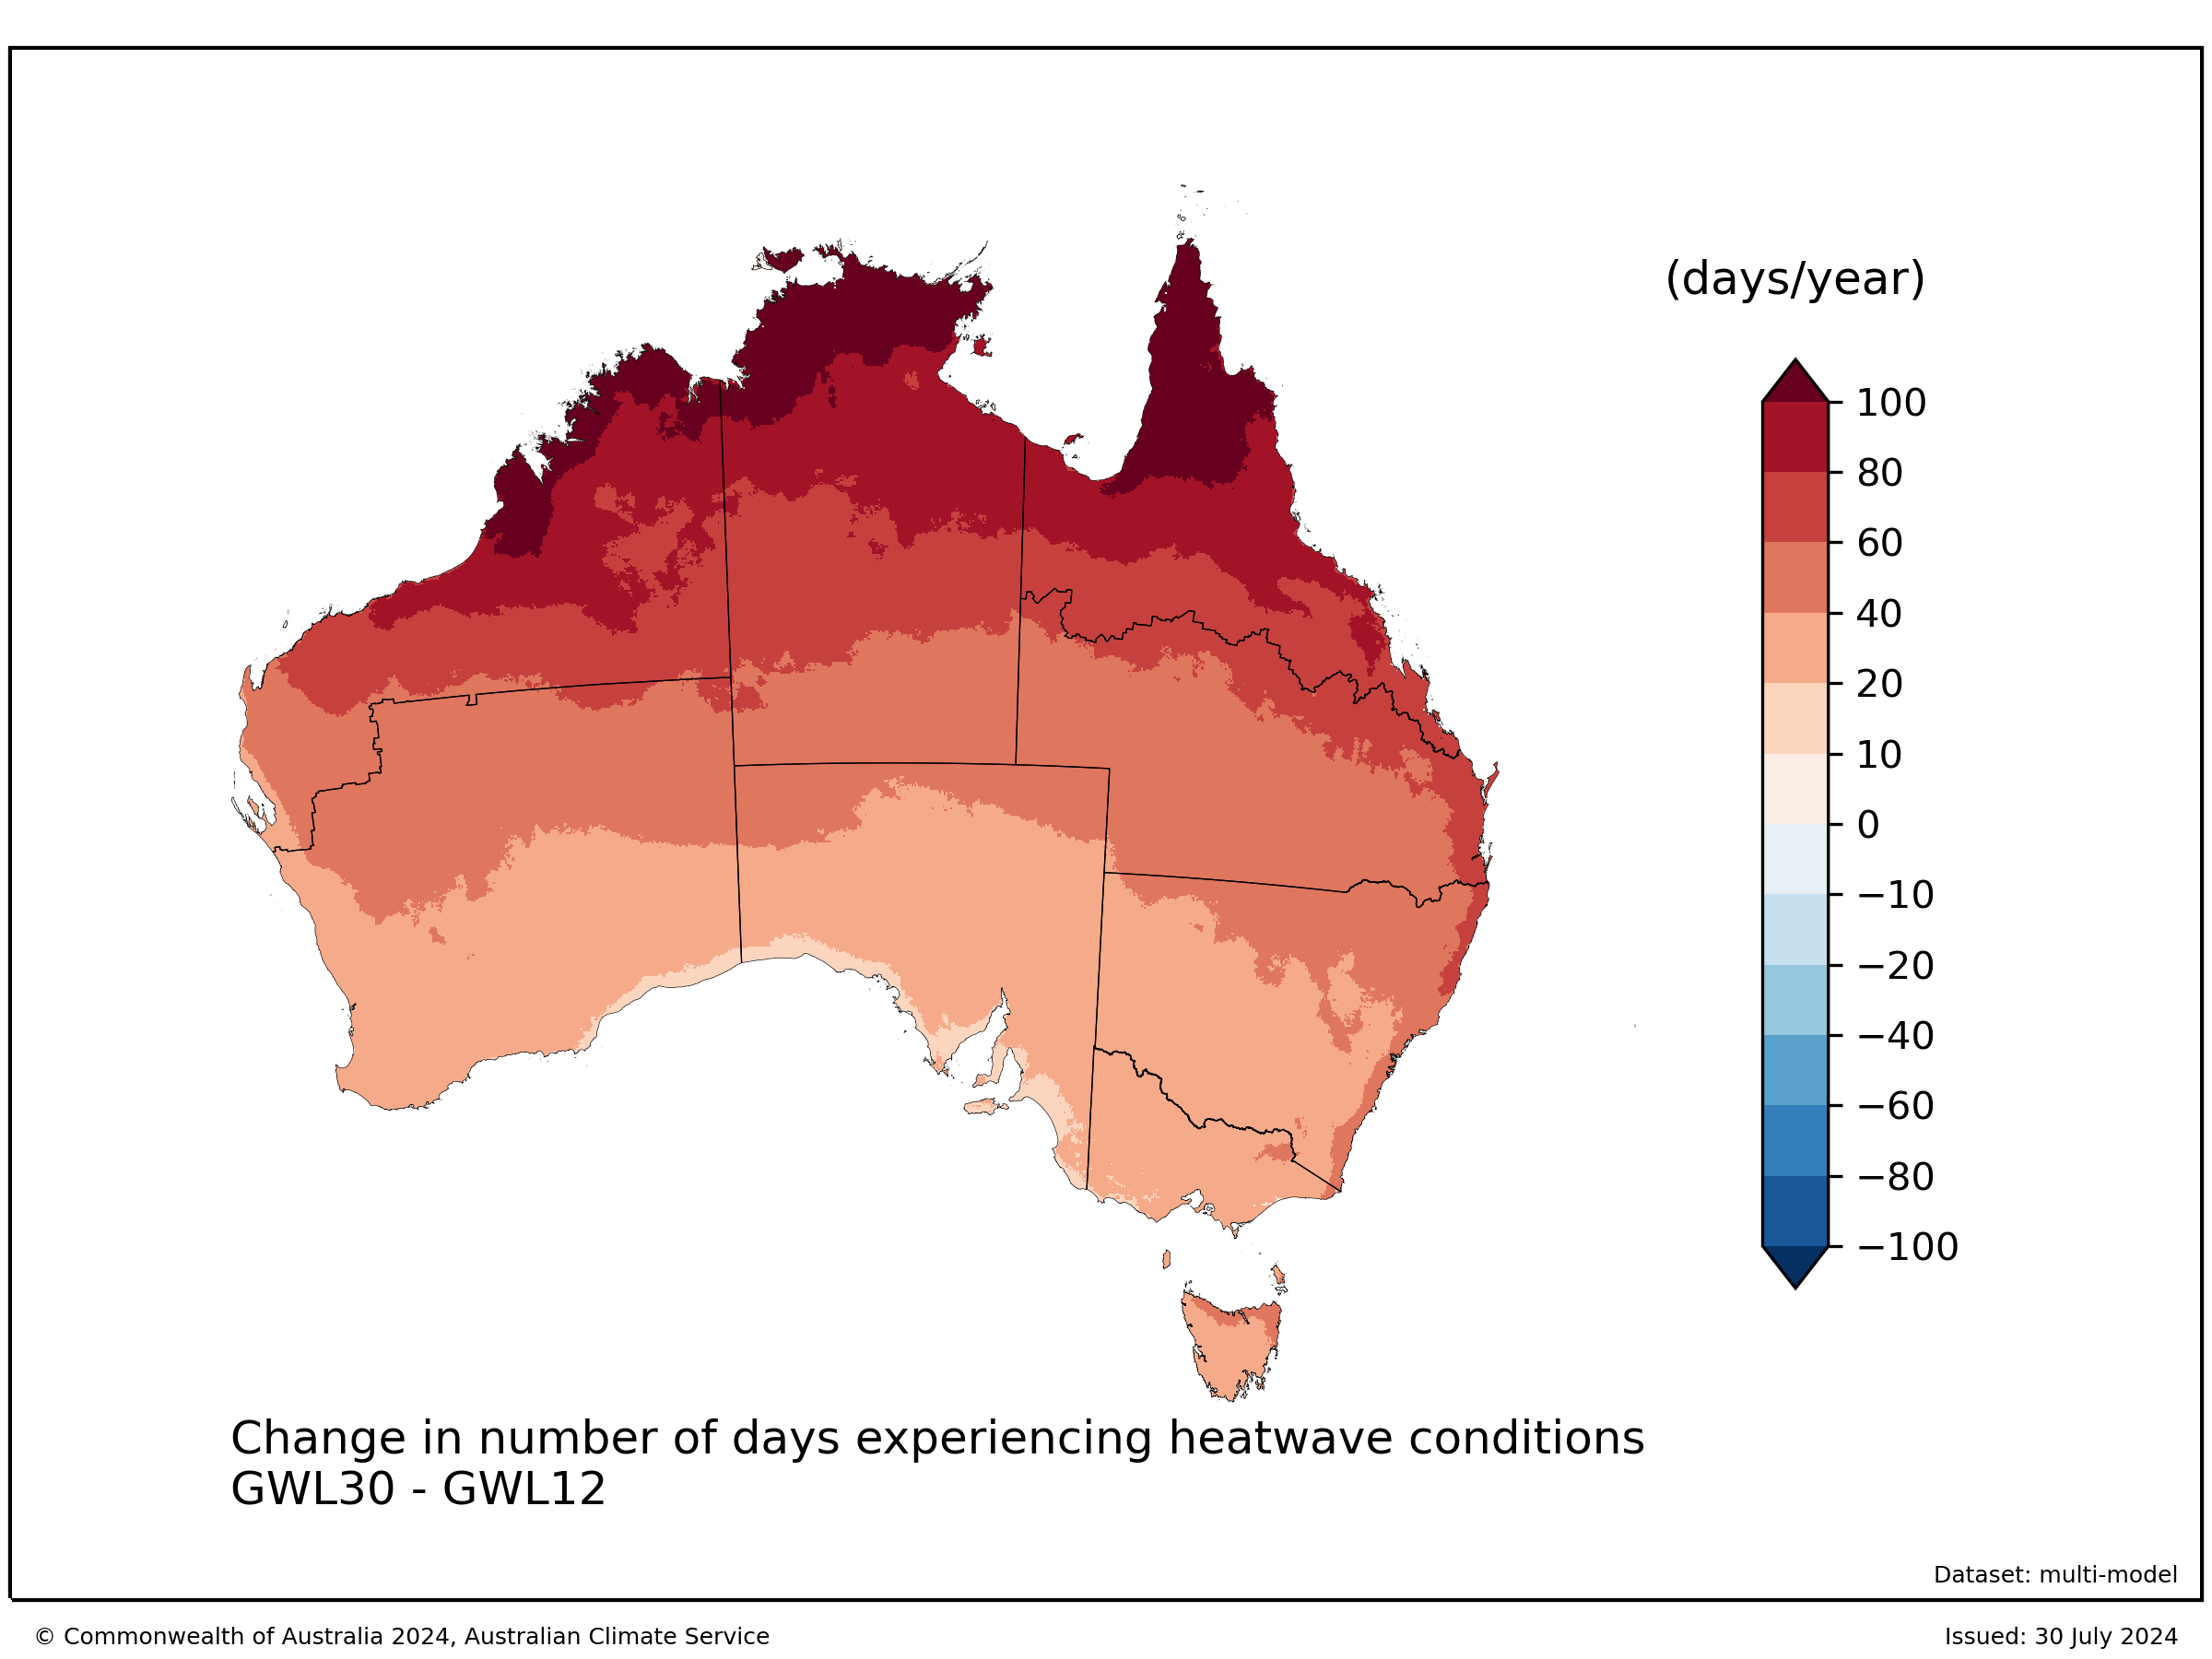 (days/year)
100
80
60
40
20
10
0
−10
−20
−40
−60
−80
−100
Change in number of days experiencing heatwave conditions
GWL30 - GWL12
Dataset: multi-model
© Commonwealth of Australia 2024, Australian Climate Service
Issued: 30 July 2024